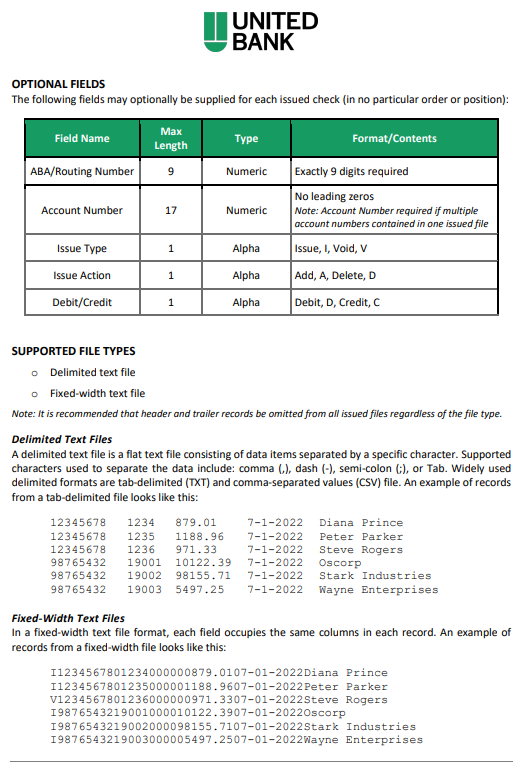 UNITED
BANK
OPTIONAL FIELDS
The following fields may optionally be supplied for each issued check (in no particular order or position):
Field Name Max Length Type Format/Contents
ABA/Routing Number 9 Numeric Exactly 9 digits required
Account Number 17 Numeric No leading zeros
Note: Account Number required if multiple
account numbers contained in one issued file
Issue Type 1 Alpha Issue, I, Void, V
Issue Action 1 Alpha Add, A, Delete, D
Debit/Credit 1 Alpha Debit, D, Credit, C
SUPPORTED FILE TYPES
o Delimited text file
o Fixed-width text file
Note: It is recommended that header and trailer records be omitted from all issued files regardless of the file type.
Delimited Text Files
A delimited text file is a flat text file consisting of data items separated by a specific character. Supported
characters used to separate the data include: comma (,), dash (-), semi-colon (;), or Tab. Widely used
delimited formats are tab-delimited (TXT) and comma-separated values (CSV) file. An example of records
from a tab-delimited file looks like this:
12345678 1234 879.01 7-1-2022 Diana Prince
12345678 1235 1188.96 7-1-2022 Peter Parker
12345678 1236 971.33 7-1-2022 Steve Rogers
98765432 19001 10122.39 7-1-2022 Oscorp
98765432 19002 98155.71 7-1-2022 Stark Industries
98765432 19003 5497.25 7-1-2022 Wayne Enterprises
Fixed-Width Text Files
In a fixed-width text file format, each field occupies the same columns in each record. An example of
records from a fixed-width file looks like this:
I1234567801234000000879.0107-01-2022Diana Prince
I1234567801235000001188.9607-01-2022Peter Parker
V1234567801236000000971.3307-01-2022Steve Rogers
I9876543219001000010122.3907-01-2022Oscorp
I9876543219002000098155.7107-01-2022Stark Industries
I9876543219003000005497.2507-01-2022Wayne Enterprises